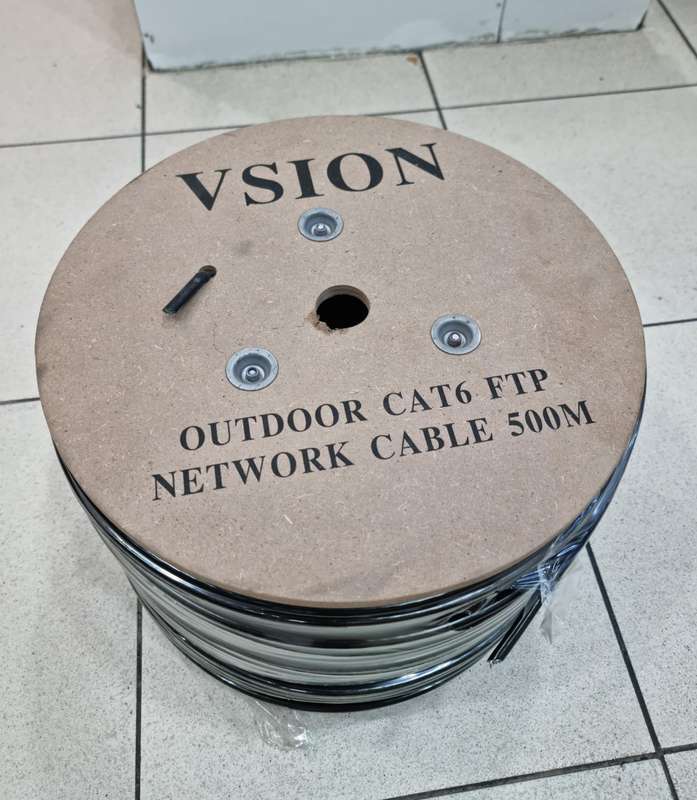 VSION
OUTDOOR CAT6 FTP
NETWORK CABLE 500M